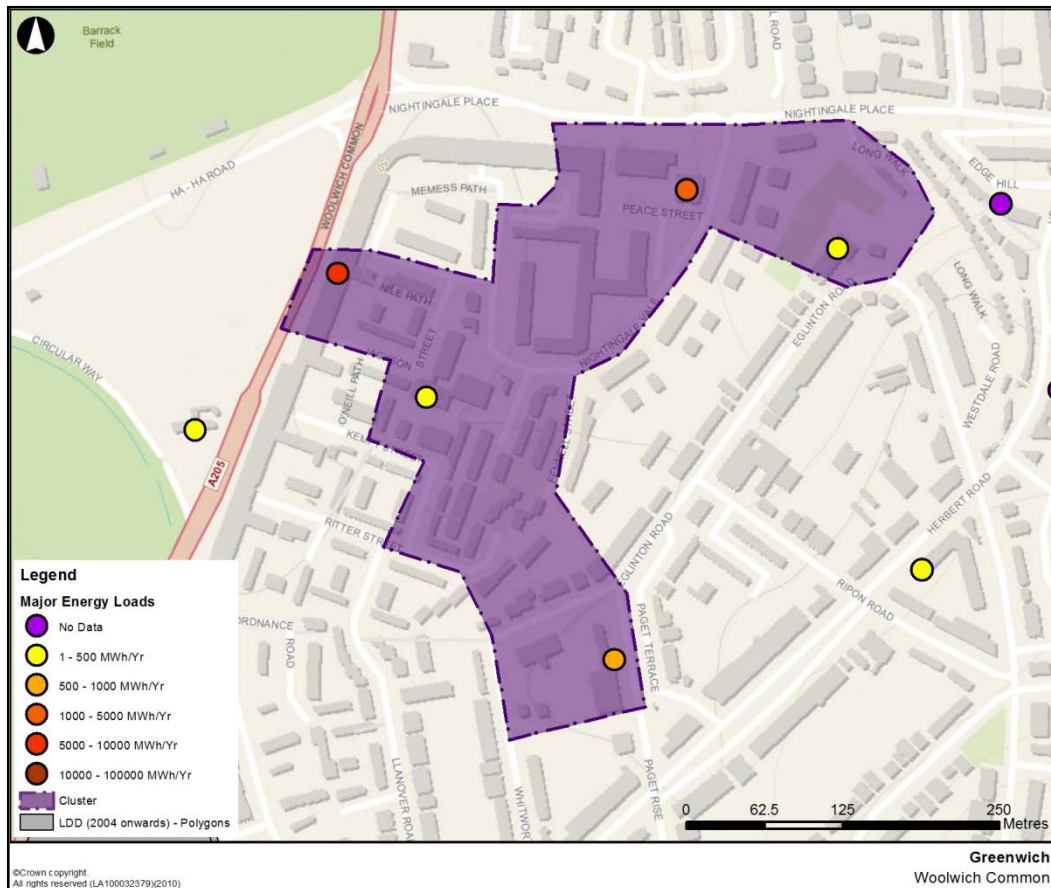 Barrack
Field
NIGHTINGALE PLACE
NIGHTINGALE PLACE
HA - HA ROAD
WOOLWICH COMMON
MEMESS PATH
LONG WALK
EDGE HILL
PEACE STREET
NILE PATH
JACKSON
STREET
NIGHTINGALE VALE
EGLINTON ROAD
LONG WALK
WESTDALE ROAD
CIRCULAR WAY
O'NEILL PATH
A205
RITTER STREET
HERBERT ROAD
EGLINTON ROAD
RIPON ROAD
PAGET TERRACE
ORDNANCE
ROAD
LLANOVER ROAD
WHITWORT
PAGET RISE
Legend
Major Energy Loads
No Data
1 - 500 MWh/Yr
500 - 1000 MWh/Yr
1000 - 5000 MWh/Yr
5000 - 10000 MWh/Yr
10000 - 100000 MWh/Yr
Cluster
LDD (2004 onwards) - Polygons
0 62.5 125 250
Metres
Greenwich
Woolwich Common
©Crown copyright.
All rights reserved (LA100032379)(2010)